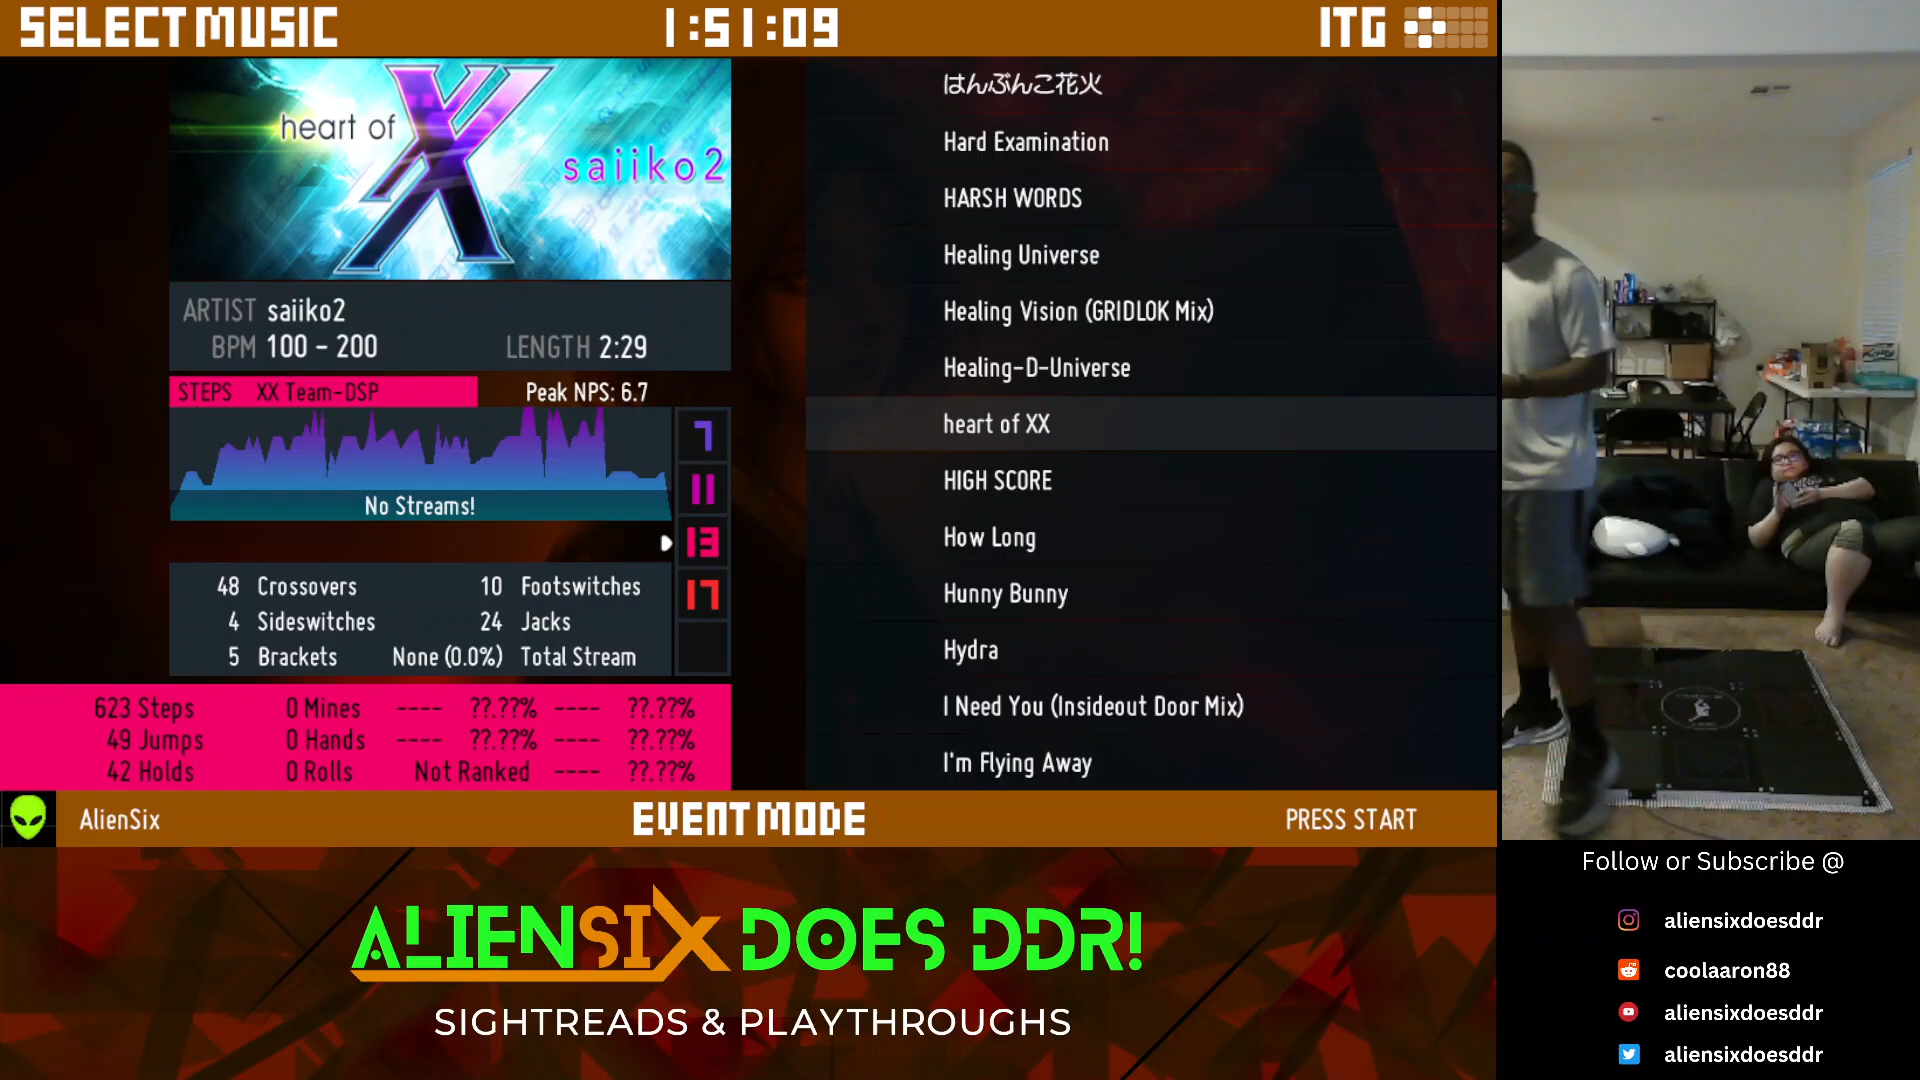 SELECT MUSIC
1:51:09
ITG
heart of
XX
saiiko2
ARTIST saiiko2
BPM 100 - 200
LENGTH 2:29
STEPS XX Team-DSP
Peak NPS: 6.7
No Streams!
7
11
13
17
48 Crossovers 10 Footswitches
4 Sideswitches 24 Jacks
5 Brackets None (0.0%) Total Stream
623 Steps 0 Mines ---- ??.??% ---- ??.??%
49 Jumps 0 Hands ---- ??.??% ---- ??.??%
42 Holds 0 Rolls Not Ranked ---- ??.??%
はんぶんこ花火
Hard Examination
HARSH WORDS
Healing Universe
Healing Vision (GRIDLOK Mix)
Healing-D-Universe
heart of XX
HIGH SCORE
How Long
Hunny Bunny
Hydra
I Need You (Insideout Door Mix)
I'm Flying Away
AlienSix
EVENT MODE
PRESS START
ALIENSIX DOES DDR!
SIGHTREADS & PLAYTHROUGHS
Follow or Subscribe @
aliensixdoesddr
coolaaron88
aliensixdoesddr
aliensixdoesddr